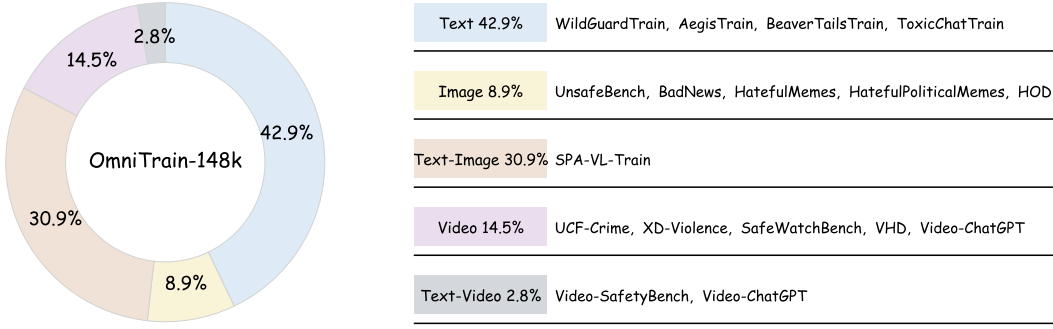 2.8%
14.5%
42.9%
OmniTrain-148k
30.9%
8.9%
Text 42.9% WildGuardTrain, AegisTrain, BeaverTailsTrain, ToxicChatTrain
Image 8.9% UnsafeBench, BadNews, HatefulMemes, HatefulPoliticalMemes, HOD
Text-Image 30.9% SPA-VL-Train
Video 14.5% UCF-Crime, XD-Violence, SafeWatchBench, VHD, Video-ChatGPT
Text-Video 2.8% Video-SafetyBench, Video-ChatGPT